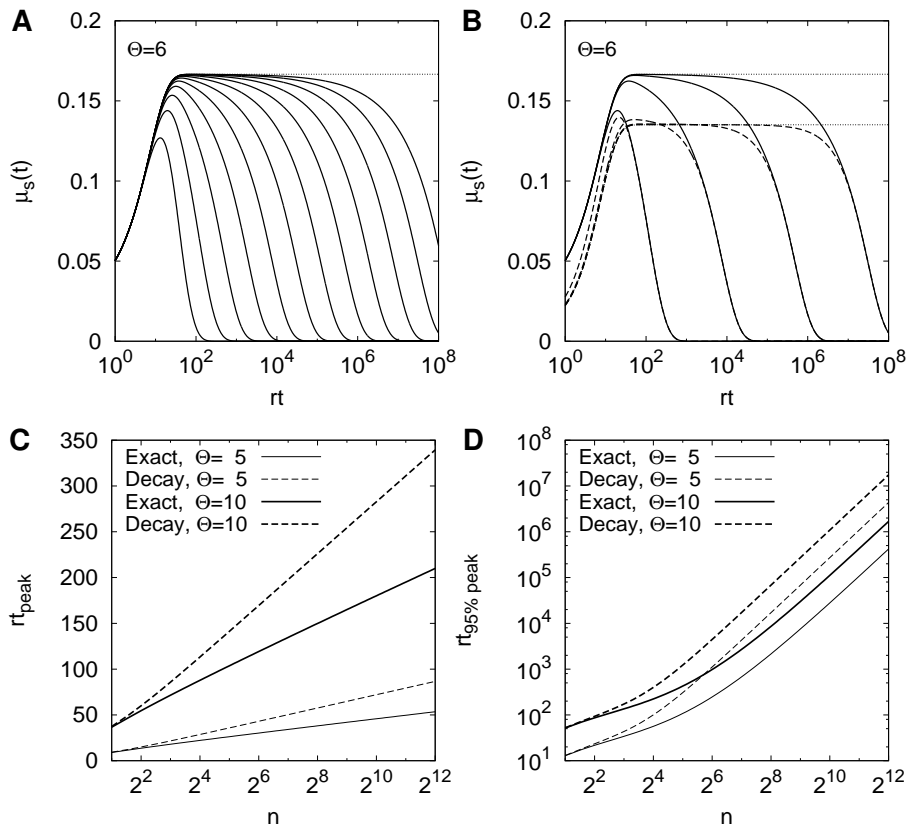 A
Θ=6
0.2
0.15
0.1
0.05
0
μs(t)
10^0 10^2 10^4 10^6 10^8
rt
B
Θ=6
0.2
0.15
0.1
0.05
0
μs(t)
10^0 10^2 10^4 10^6 10^8
rt
C
Exact, Θ= 5
Decay, Θ= 5
Exact, Θ=10
Decay, Θ=10
350
300
250
200
150
100
50
0
rt_peak
2^2 2^4 2^6 2^8 2^10 2^12
n
D
Exact, Θ= 5
Decay, Θ= 5
Exact, Θ=10
Decay, Θ=10
10^8
10^7
10^6
10^5
10^4
10^3
10^2
10^1
rt_95% peak
2^2 2^4 2^6 2^8 2^10 2^12
n